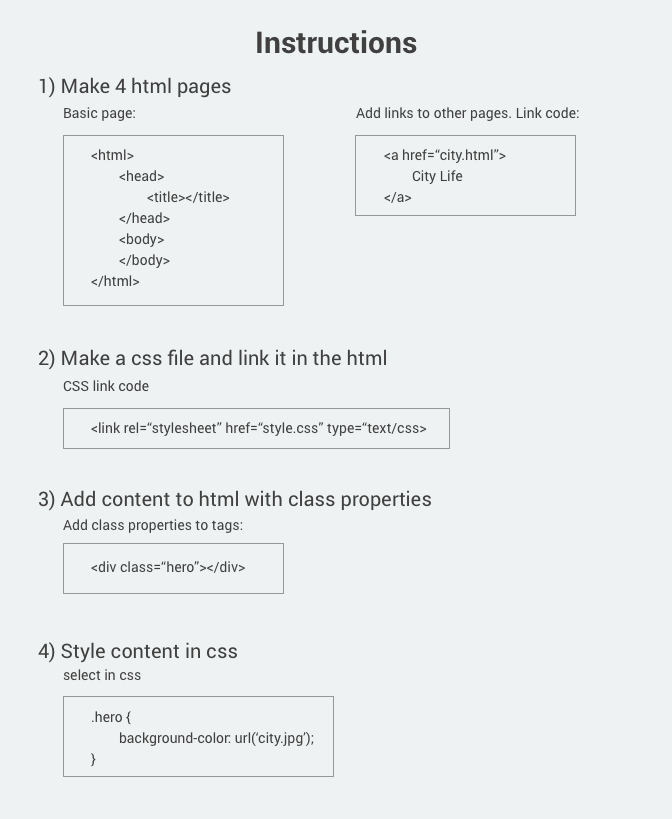 Instructions
1) Make 4 html pages
Basic page:
<html>
<head>
<title></title>
</head>
<body>
</body>
</html>
Add links to other pages. Link code:
<a href=“city.html”>
City Life
</a>
2) Make a css file and link it in the html
CSS link code
<link rel=“stylesheet” href=“style.css” type=“text/css>
3) Add content to html with class properties
Add class properties to tags:
<div class=“hero”></div>
4) Style content in css
select in css
.hero {
background-color: url(‘city.jpg’);
}